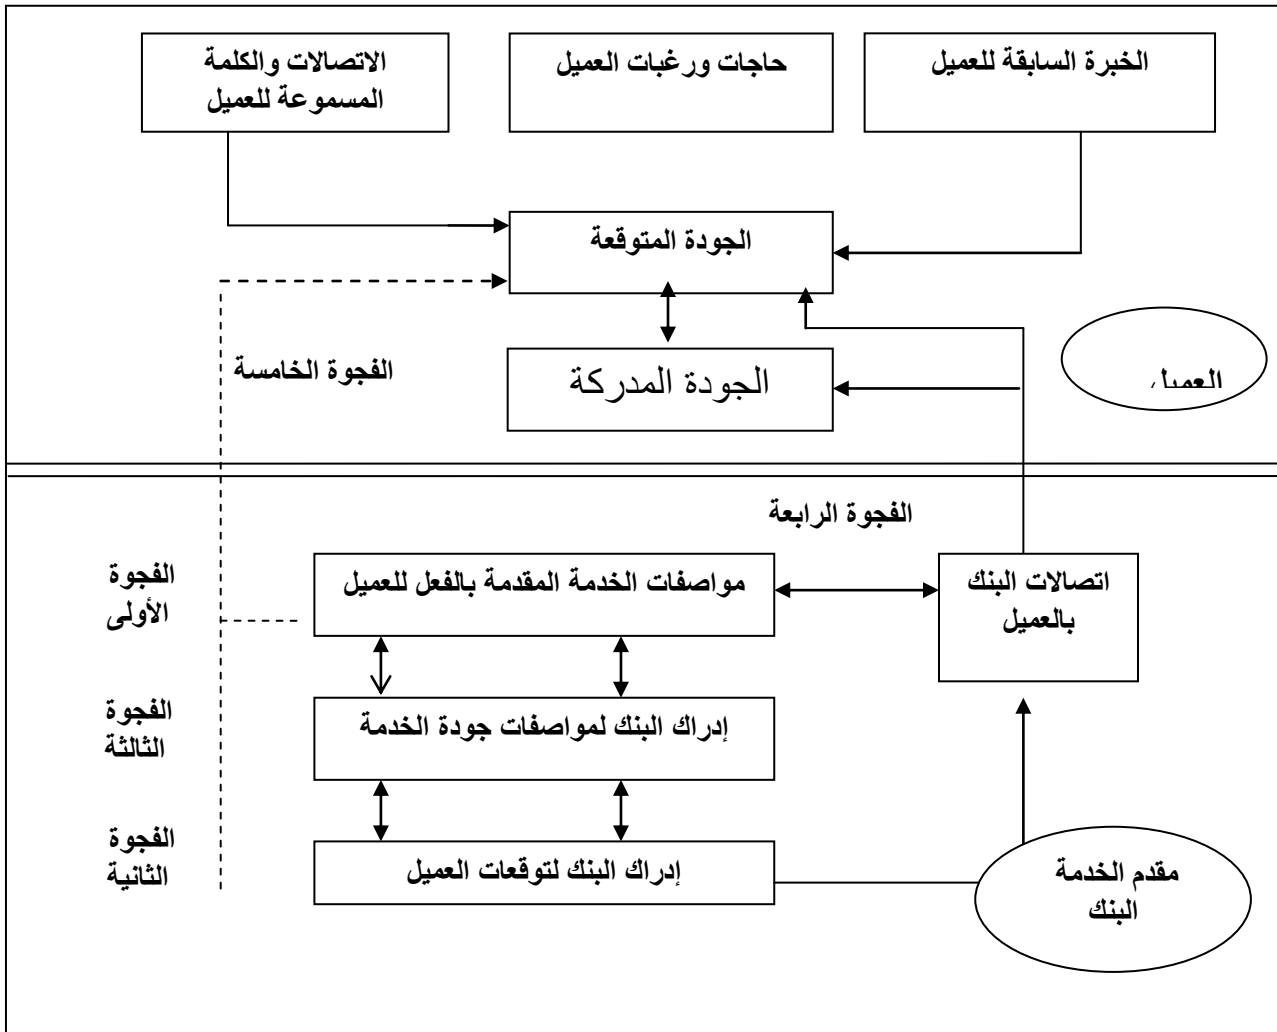 الخبرة السابقة للعميل
حاجات ورغبات العميل
الاتصالات والكلمة
المسموعة للعميل
الجودة المتوقعة
الفجوة الخامسة
الجودة المدركة
العميل
الفجوة الرابعة
اتصالات البنك
بالعميل
مواصفات الخدمة المقدمة بالفعل للعميل
الفجوة
الأولى
إدراك البنك لمواصفات جودة الخدمة
الفجوة
الثالثة
إدراك البنك لتوقعات العميل
الفجوة
الثانية
مقدم الخدمة
البنك